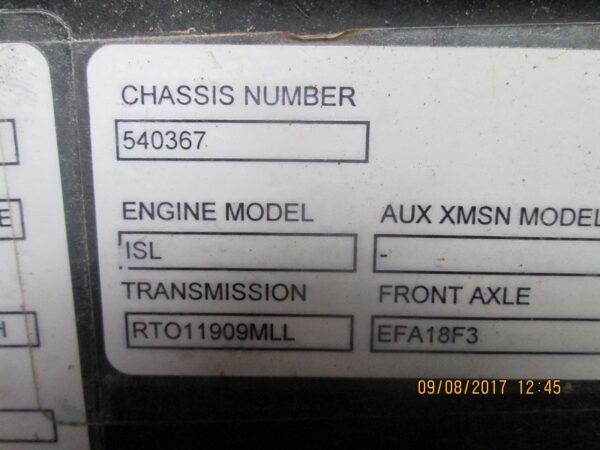 CHASSIS NUMBER
540367
E
ENGINE MODEL AUX XMSN MODEL
ISL -
TRANSMISSION FRONT AXLE
H RTO11909MLL EFA18F3
09/08/2017 12:45